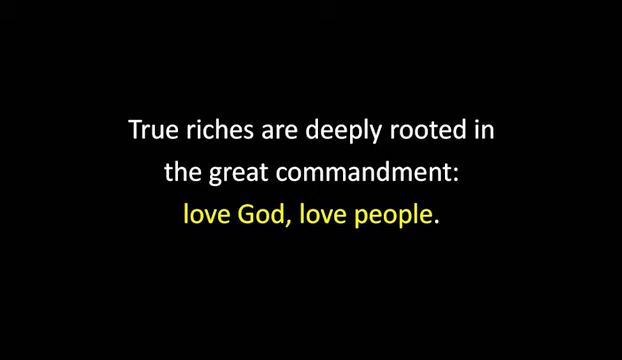 True riches are deeply rooted in
the great commandment:
love God, love people.